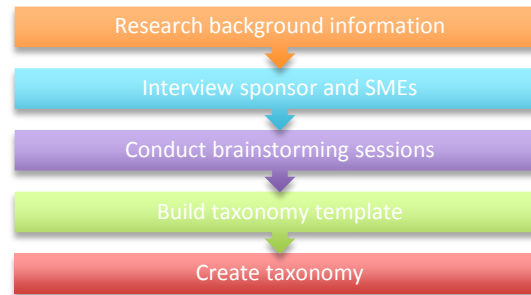 Research background information
Interview sponsor and SMEs
Conduct brainstorming sessions
Build taxonomy template
Create taxonomy